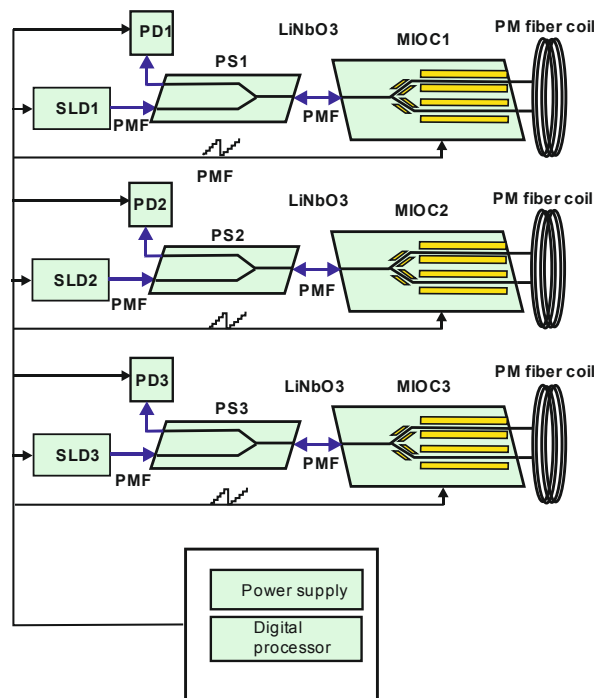 LiNbO3
MIOC1
PM fiber coil
PD1
PS1
SLD1
PMF
PMF
PMF
LiNbO3
MIOC2
PM fiber coil
PD2
PS2
SLD2
PMF
PMF
PD3
LiNbO3
MIOC3
PM fiber coil
PS3
SLD3
PMF
PMF
Power supply
Digital
processor